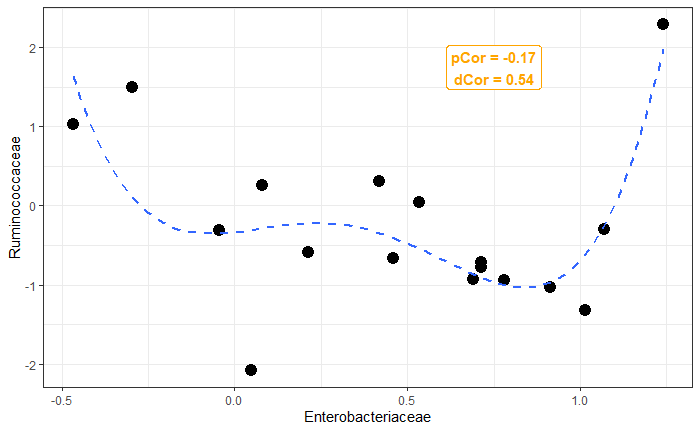 pCor = -0.17
dCor = 0.54
2
1
0
-1
-2
Ruminococcaceae
-0.5
0.0
0.5
1.0
Enterobacteriaceae